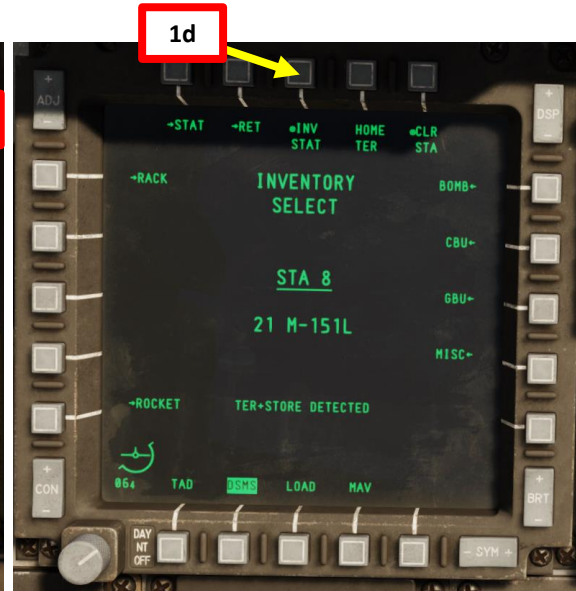 1d
+
ADJ
-
+
DSP
-
→STAT →RET ●INV STAT HOME TER ●CLR STA
→RACK
INVENTORY
SELECT
BOMB←
CBU←
STA 8
GBU←
21 M-151L
MISC←
→ROCKET
TER+STORE DETECTED
064
TAD DSMS LOAD MAV
+
CON
-
+
BRT
-
DAY
NT
OFF
- SYM +